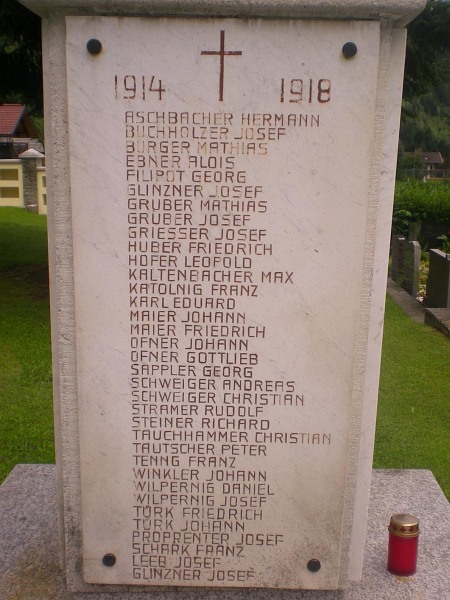 1914 1918
ASCHBACHER HERMANN
BUCHHOLZER JOSEF
BÜRGER MATHIAS
EBNER ALOIS
FILIPOT GEORG
GLINZNER JOSEF
GRUBER MATHIAS
GRUBER JOSEF
GRIESSER JOSEF
HUBER FRIEDRICH
HOFER LEOPOLD
KALTENBACHER MAX
KATOLNIG FRANZ
KARL EDUARD
MAIER JOHANN
MAIER FRIEDRICH
OFNER JOHANN
OFNER GOTTLIEB
SAPPLER GEORG
SCHWEIGER ANDREAS
SCHWEIGER CHRISTIAN
STRAMER RUDOLF
STEINER RICHARD
TAUCHHAMMER CHRISTIAN
TAUTSCHER PETER
TENNG FRANZ
WINKLER JOHANN
WILPERNIG DANIEL
WILPERNIG JOSEF
TÜRK FRIEDRICH
TÜRK JOHANN
PROPRENTER JOSEF
SCHARK FRANZ
LEEB JOSEF
GLINZNER JOSEF